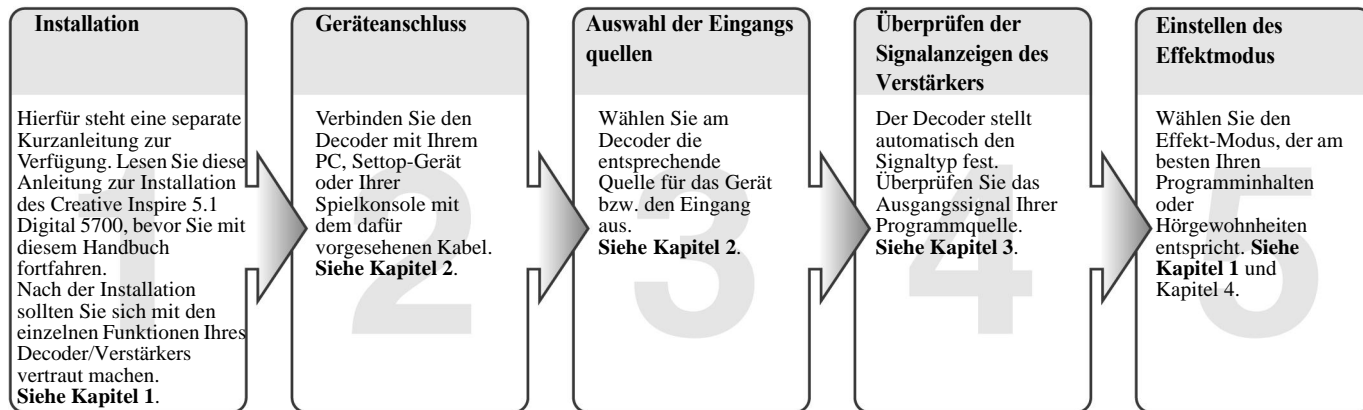 Installation
Hierfür steht eine separate
Kurzanleitung zur
Verfügung. Lesen Sie diese
Anleitung zur Installation
des Creative Inspire 5.1
Digital 5700, bevor Sie mit
diesem Handbuch
fortfahren.
Nach der Installation
sollten Sie sich mit den
einzelnen Funktionen Ihres
Decoder/Verstärkers
vertraut machen.
Siehe Kapitel 1.
1
Geräteanschluss
Verbinden Sie den
Decoder mit Ihrem
PC, Settop-Gerät
oder Ihrer
Spielkonsole mit
dem dafür
vorgesehenen Kabel.
Siehe Kapitel 2.
2
Auswahl der Eingangs
quellen
Wählen Sie am
Decoder die
entsprechende
Quelle für das Gerät
bzw. den Eingang
aus.
Siehe Kapitel 2.
3
Überprüfen der
Signalanzeigen des
Verstärkers
Der Decoder stellt
automatisch den
Signaltyp fest.
Überprüfen Sie das
Ausgangssignal Ihrer
Programmquelle.
Siehe Kapitel 3.
4
Einstellen des
Effektmodus
Wählen Sie den
Effekt-Modus, der am
besten Ihren
Programminhalten
oder
Hörgewohnheiten
entspricht. Siehe
Kapitel 1 und
Kapitel 4.
5